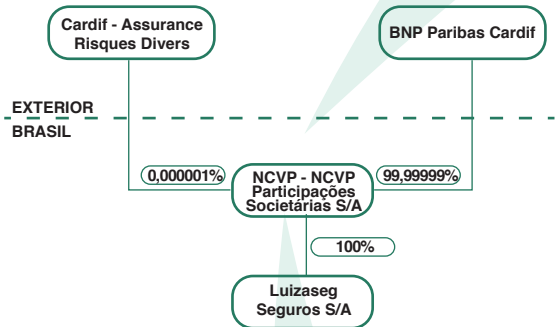 Cardif - Assurance
Risques Divers
BNP Paribas Cardif
EXTERIOR
BRASIL
0,000001%
NCVP - NCVP
Participações
Societárias S/A
99,99999%
100%
Luizaseg
Seguros S/A